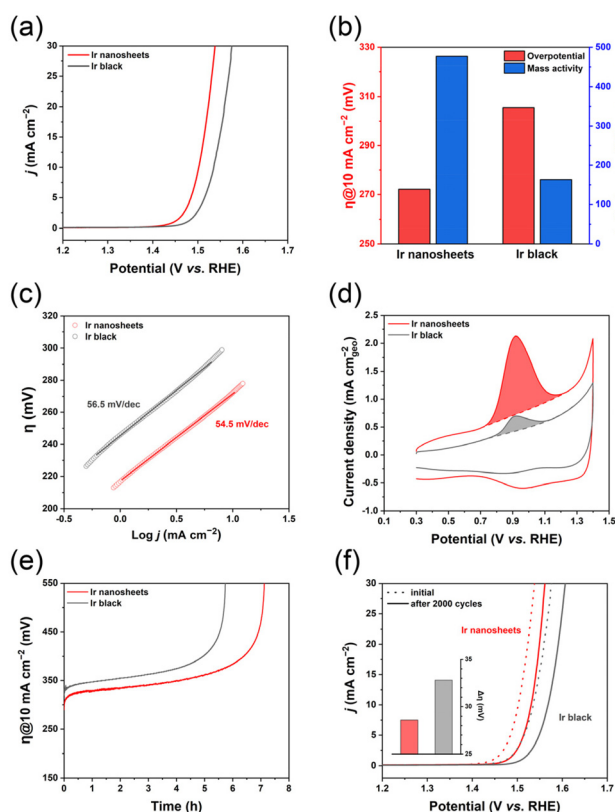 (a)
Ir nanosheets
Ir black
j (mA cm⁻²)
30
25
20
15
10
5
0
1.2 1.3 1.4 1.5 1.6 1.7
Potential (V vs. RHE)
(b)
Overpotential
Mass activity
η@10 mA cm⁻² (mV)
330
310
290
270
250
500
400
300
200
100
0
Ir nanosheets Ir black
(c)
Ir nanosheets
Ir black
η (mV)
320
300
280
260
240
220
200
56.5 mV/dec
54.5 mV/dec
-0.5 0.0 0.5 1.0 1.5
Log j (mA cm⁻²)
(d)
Ir nanosheets
Ir black
Current density (mA cm⁻²geo)
2.5
2.0
1.5
1.0
0.5
0.0
-0.5
-1.0
0.3 0.5 0.7 0.9 1.1 1.3 1.5
Potential (V vs. RHE)
(e)
Ir nanosheets
Ir black
η@10 mA cm⁻² (mV)
550
450
350
250
150
0 1 2 3 4 5 6 7 8
Time (h)
(f)
initial
after 2000 cycles
Ir nanosheets
Ir black
j (mA cm⁻²)
30
25
20
15
10
5
0
35
33
31
29
27
25
Δη (mV)
1.2 1.3 1.4 1.5 1.6 1.7
Potential (V vs. RHE)